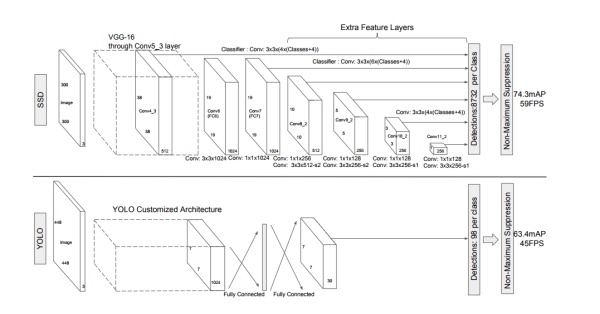 Extra Feature Layers
VGG-16
through Conv5_3 layer
Classifier : Conv: 3x3x(4x(Classes+4))
Classifier : Conv: 3x3x(6x(Classes+4))
SSD
300
Image
300
3
38
Conv4_3
38
512
19
Conv6
(FC6)
19
1024
19
Conv7
(FC7)
19
1024
10
Conv8_2
10
512
5
Conv9_2
5
256
Conv: 3x3x(4x(Classes+4))
3
Conv10_2
3
256
Conv11_2
1
256
Detections:8732 per Class
Non-Maximum Suppression
74.3mAP
59FPS
Conv: 3x3x1024
Conv: 1x1x1024
Conv: 1x1x256
Conv: 3x3x512-s2
Conv: 1x1x128
Conv: 3x3x256-s2
Conv: 1x1x128
Conv: 3x3x256-s1
Conv: 1x1x128
Conv: 3x3x256-s1
YOLO
448
Image
448
3
YOLO Customized Architecture
7
7
1024
Fully Connected
Fully Connected
7
7
30
Detections: 98 per class
Non-Maximum Suppression
63.4mAP
45FPS